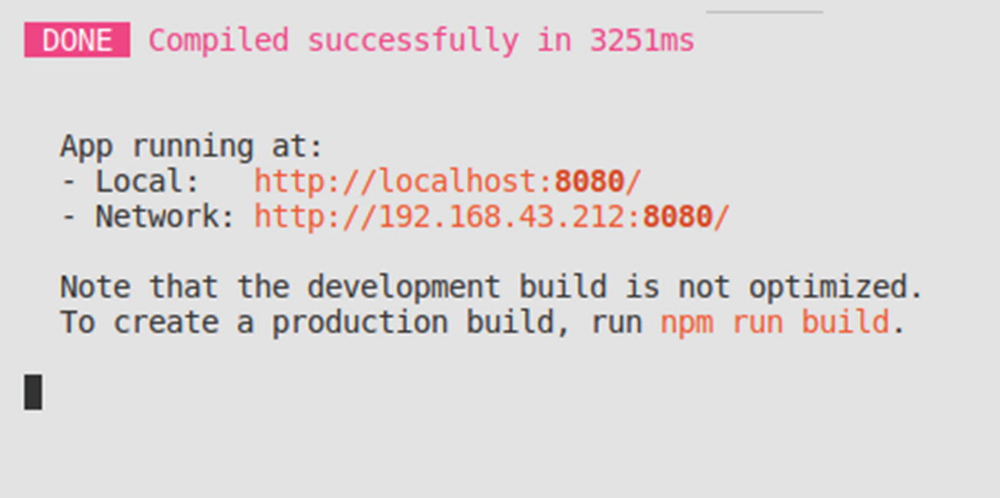 DONE Compiled successfully in 3251ms
App running at:
- Local: http://localhost:8080/
- Network: http://192.168.43.212:8080/
Note that the development build is not optimized.
To create a production build, run npm run build.